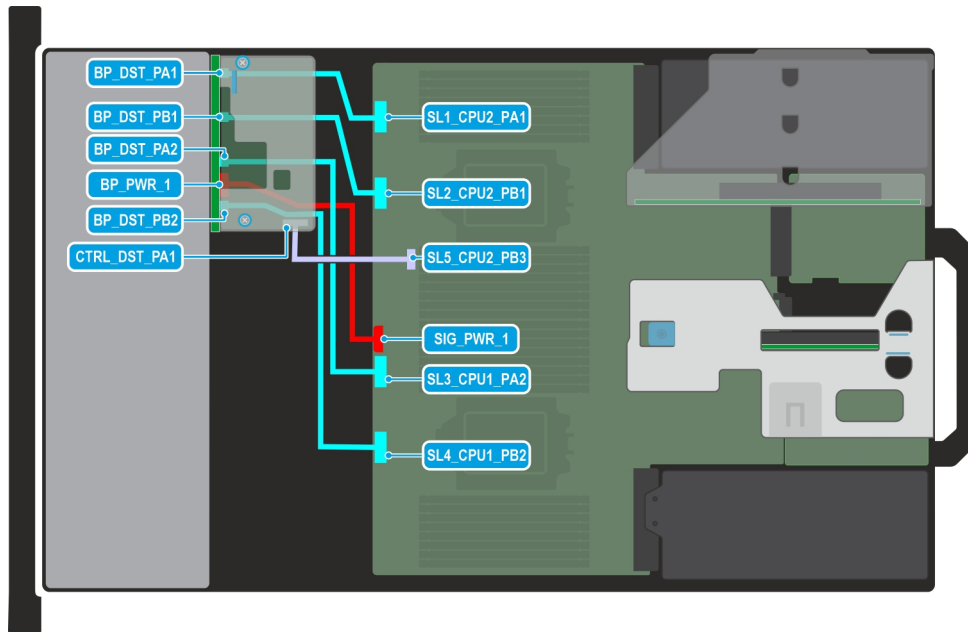 BP_DST_PA1
BP_DST_PB1
BP_DST_PA2
BP_PWR_1
BP_DST_PB2
CTRL_DST_PA1
SL1_CPU2_PA1
SL2_CPU2_PB1
SL5_CPU2_PB3
SIG_PWR_1
SL3_CPU1_PA2
SL4_CPU1_PB2